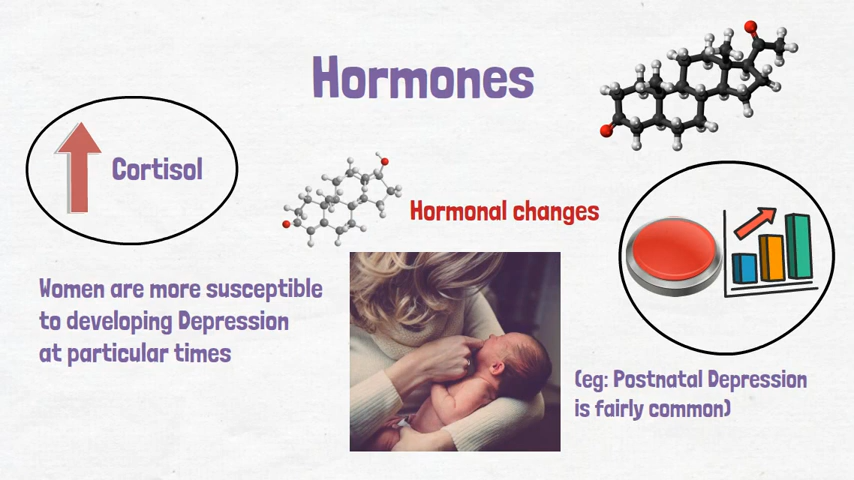 Hormones
Cortisol
Hormonal changes
Women are more susceptible
to developing Depression
at particular times
(eg: Postnatal Depression
is fairly common)